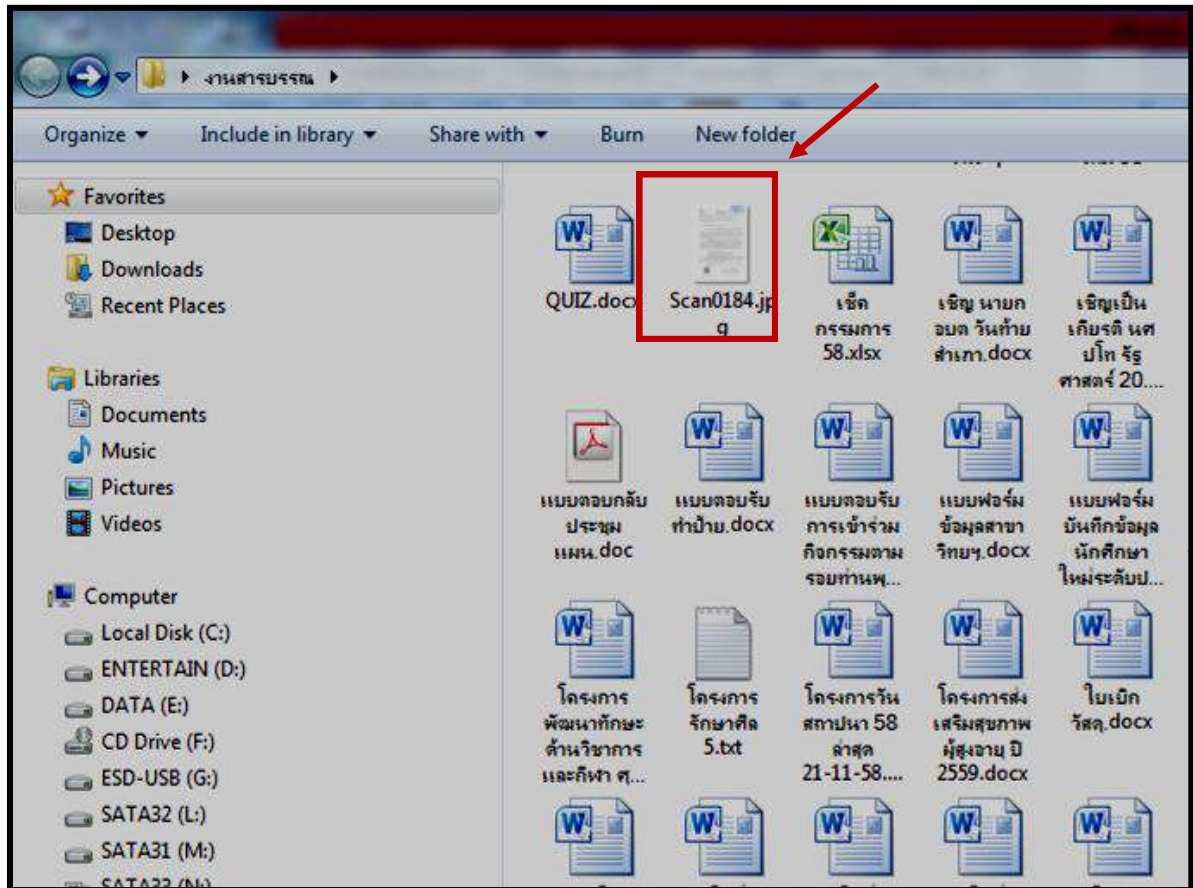 งานสารบรรณ
Organize
Include in library
Share with
Burn
New folder
Favorites
Desktop
Downloads
Recent Places
Libraries
Documents
Music
Pictures
Videos
Computer
Local Disk (C:)
ENTERTAIN (D:)
DATA (E:)
CD Drive (F:)
ESD-USB (G:)
SATA32 (L:)
SATA31 (M:)
SATA33 (N:)
QUIZ.docx
Scan0184.jp
g
เช็ค
กรรมการ
58.xlsx
เชิญ นายก
อบต วันท้าย
สำเภา.docx
เชิญเป็น
เกียรติ นศ
ปโท รัฐ
ศาสตร์ 20....
แบบตอบกลับ
ประชุม
แผน.doc
แบบตอบรับ
ทำป้าย.docx
แบบตอบรับ
การเข้าร่วม
กิจกรรมตาม
รอยท่านพุ...
แบบฟอร์ม
ข้อมูลสาขา
วิทยฯ.docx
แบบฟอร์ม
บันทึกข้อมูล
นักศึกษา
ใหม่ระดับป...
โครงการ
พัฒนาทักษะ
ด้านวิชาการ
และกีฬา ศุ...
โครงการ
รักษาศีล
5.txt
โครงการวัน
สถาปนา 58
ล่าสุด
21-11-58....
โครงการส่ง
เสริมสุขภาพ
ผู้สูงอายุ ปี
2559.docx
ใบเบิก
วัสดุ.docx